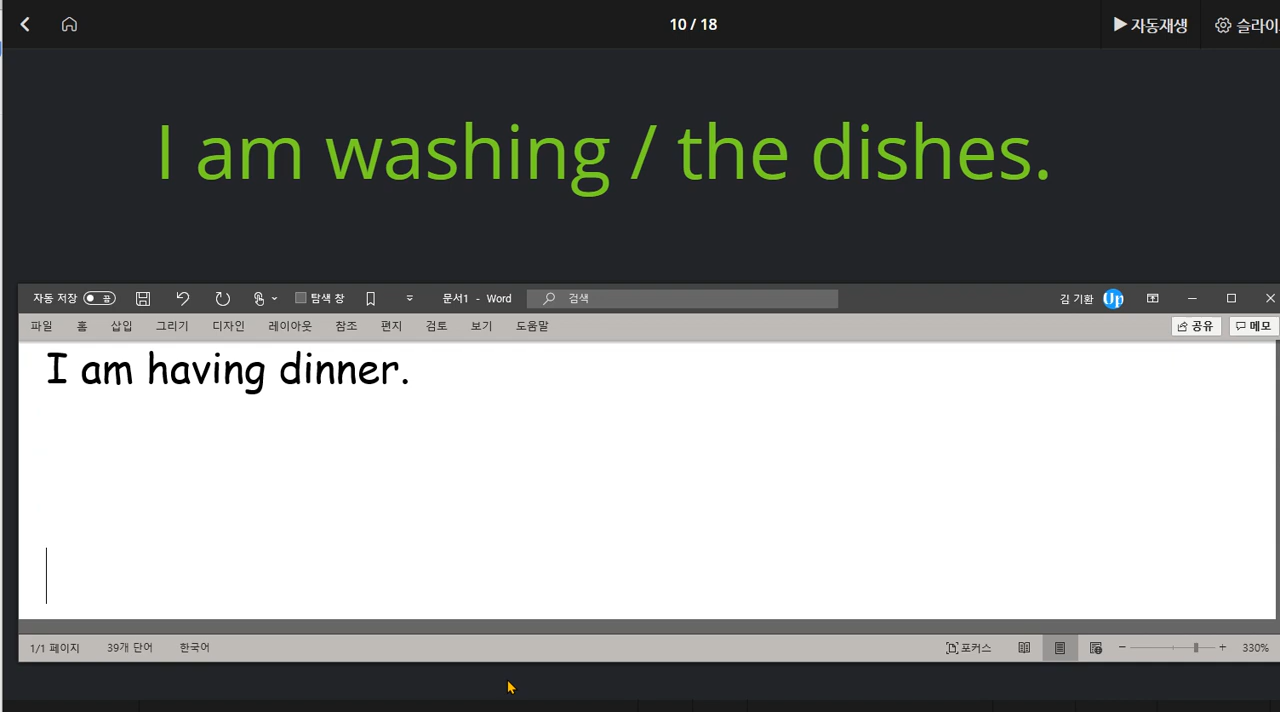 10 / 18
자동재생
슬라이
I am washing / the dishes.
자동 저장
끔
탐색 창
문서1 - Word
검색
김 기환
Up
파일 홈 삽입 그리기 디자인 레이아웃 참조 편지 검토 보기 도움말
공유
메모
I am having dinner.
1/1 페이지 39개 단어 한국어
포커스
330%